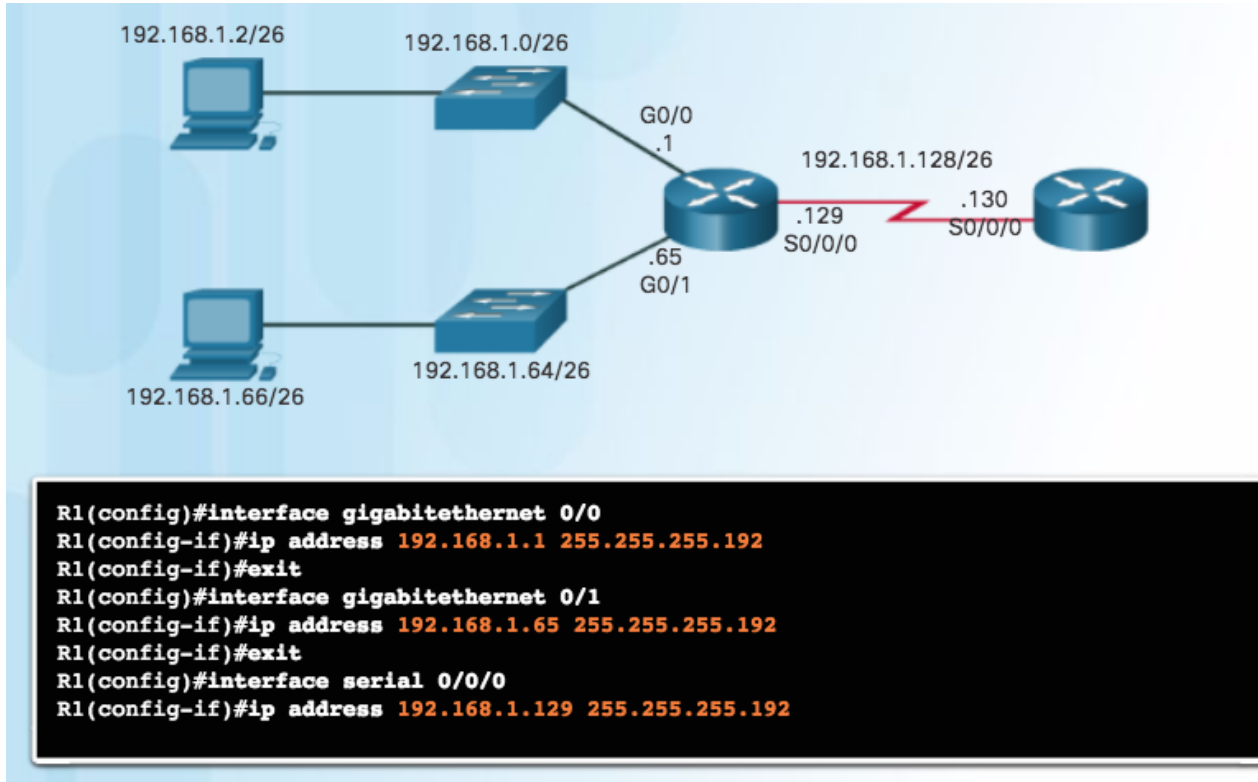 192.168.1.2/26
192.168.1.0/26
G0/0
.1
192.168.1.128/26
.129
S0/0/0
.130
S0/0/0
.65
G0/1
192.168.1.66/26
192.168.1.64/26
R1(config)#interface gigabitethernet 0/0
R1(config-if)#ip address 192.168.1.1 255.255.255.192
R1(config-if)#exit
R1(config)#interface gigabitethernet 0/1
R1(config-if)#ip address 192.168.1.65 255.255.255.192
R1(config-if)#exit
R1(config)#interface serial 0/0/0
R1(config-if)#ip address 192.168.1.129 255.255.255.192